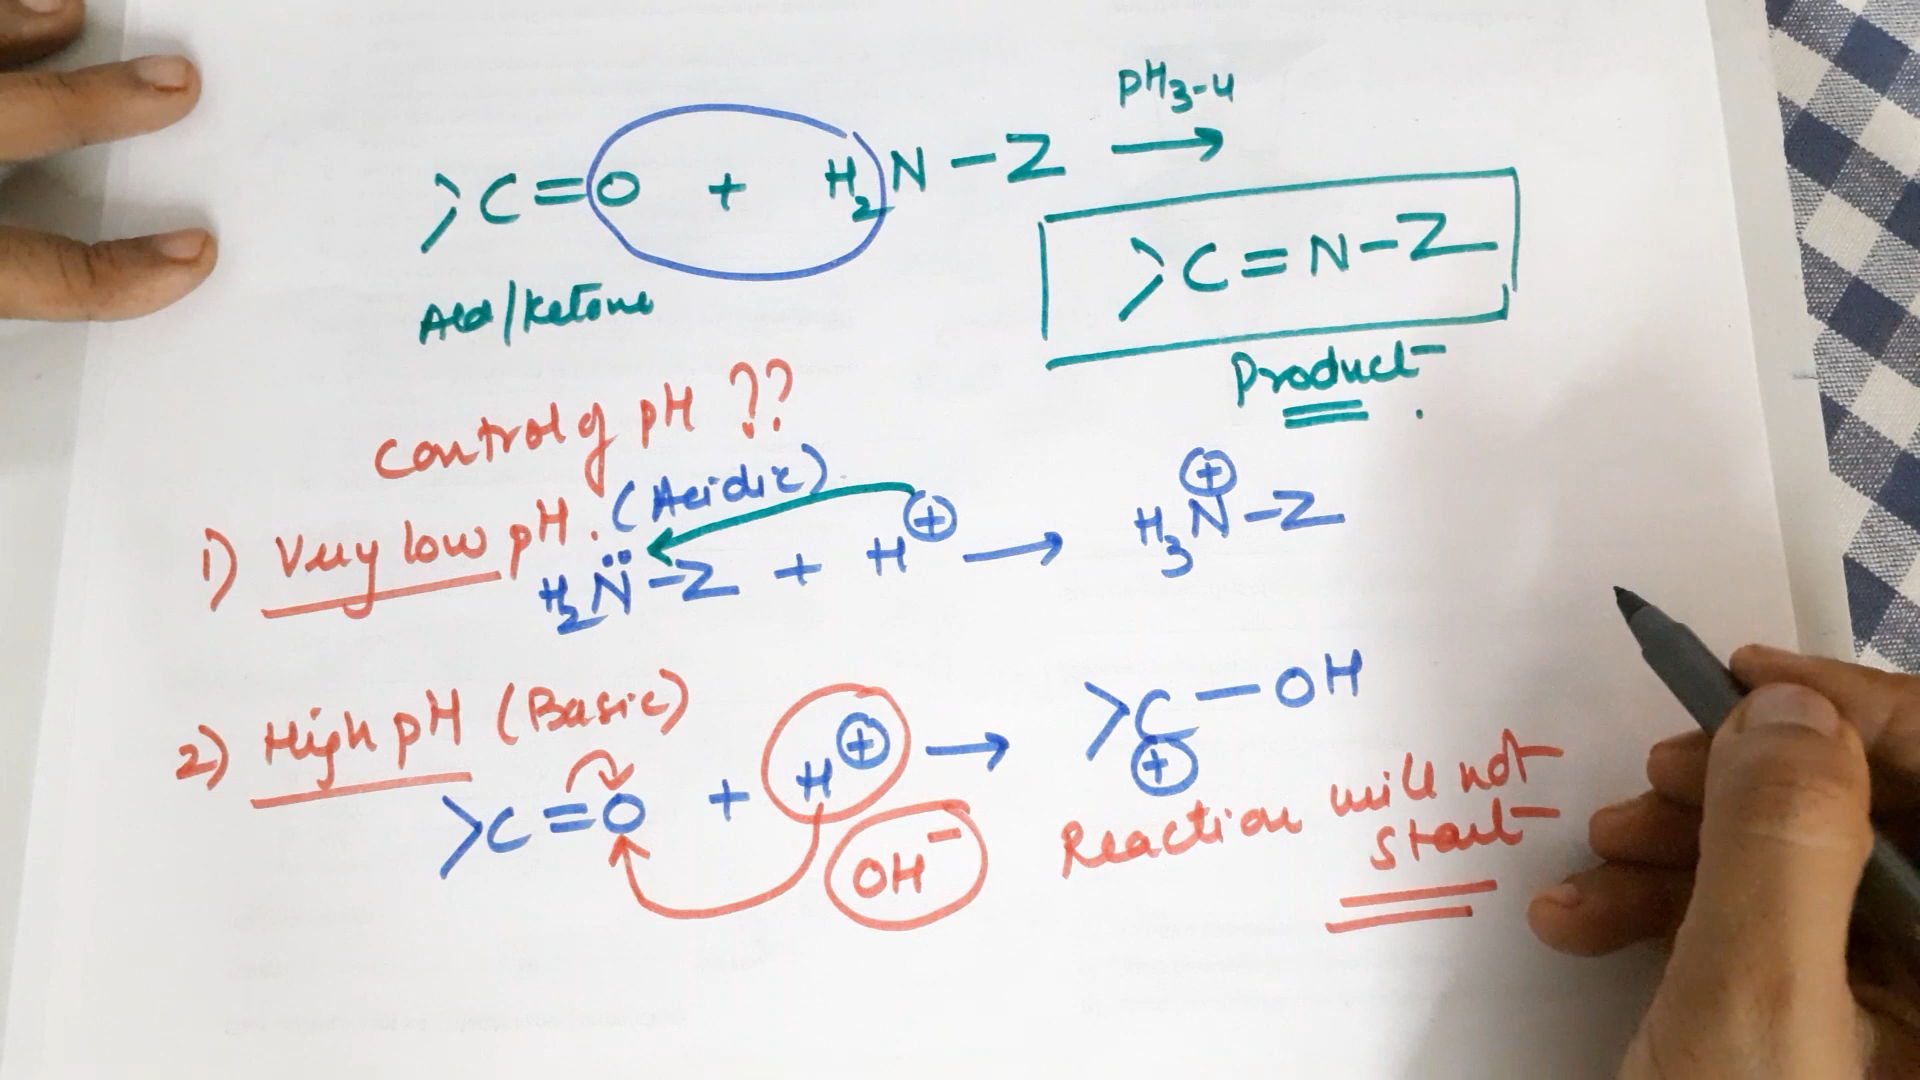 pH3-4
>C=O + H₂N-Z →
>C=N-Z
Ald/Ketone
Product
Control of pH ??
1) Very low pH. (Acidic)
H₂N̈-Z + H⊕ → H₃N⊕-Z
2) High pH (Basic)
>C=O + H⊕ → >C⊕-OH
OH⁻
Reaction will not
start